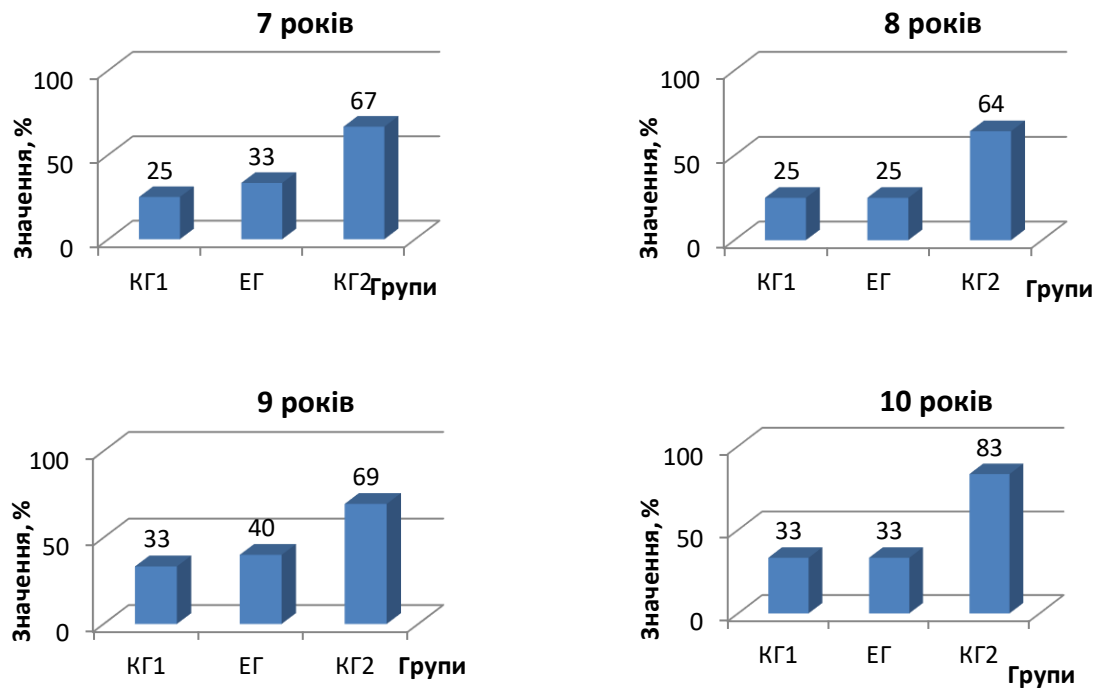 7 років
Значення, %
100
50
0
25
33
67
КГ1
ЕГ
КГ2
Групи
8 років
Значення, %
100
50
0
25
25
64
КГ1
ЕГ
КГ2
Групи
9 років
Значення, %
100
50
0
33
40
69
КГ1
ЕГ
КГ2
Групи
10 років
Значення, %
100
50
0
33
33
83
КГ1
ЕГ
КГ2
Групи